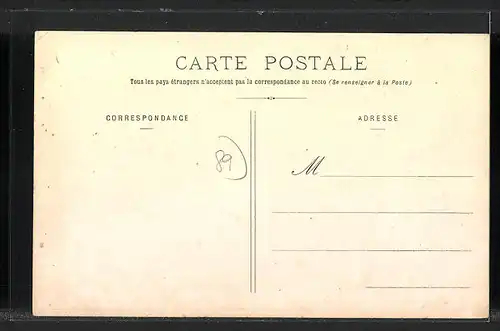 CARTE POSTALE
Tous les pays étrangers n'acceptent pas la correspondance au recto (Se renseigner à la Poste)
CORRESPONDANCE
ADRESSE
89
M